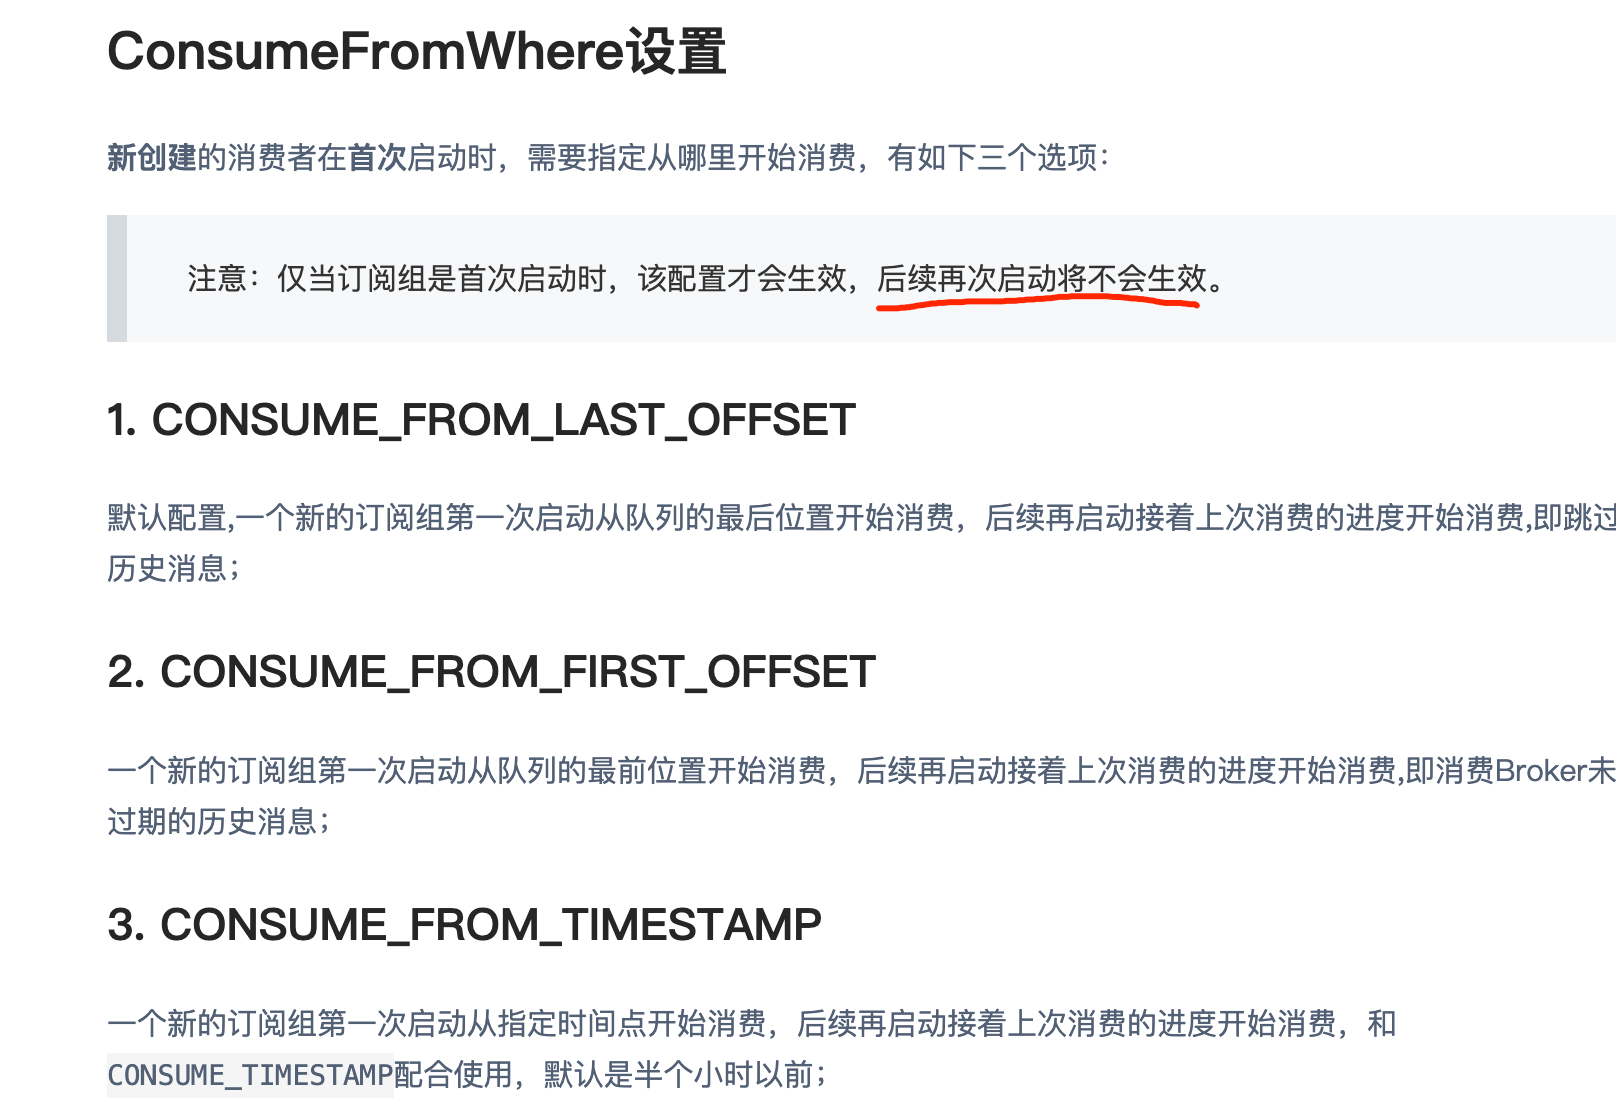 ConsumeFromWhere设置
新创建的消费者在首次启动时，需要指定从哪里开始消费，有如下三个选项：
注意：仅当订阅组是首次启动时，该配置才会生效，后续再次启动将不会生效。
1. CONSUME_FROM_LAST_OFFSET
默认配置,一个新的订阅组第一次启动从队列的最后位置开始消费，后续再启动接着上次消费的进度开始消费,即跳过
历史消息；
2. CONSUME_FROM_FIRST_OFFSET
一个新的订阅组第一次启动从队列的最前位置开始消费，后续再启动接着上次消费的进度开始消费,即消费Broker未
过期的历史消息；
3. CONSUME_FROM_TIMESTAMP
一个新的订阅组第一次启动从指定时间点开始消费，后续再启动接着上次消费的进度开始消费，和
CONSUME_TIMESTAMP配合使用，默认是半个小时以前；